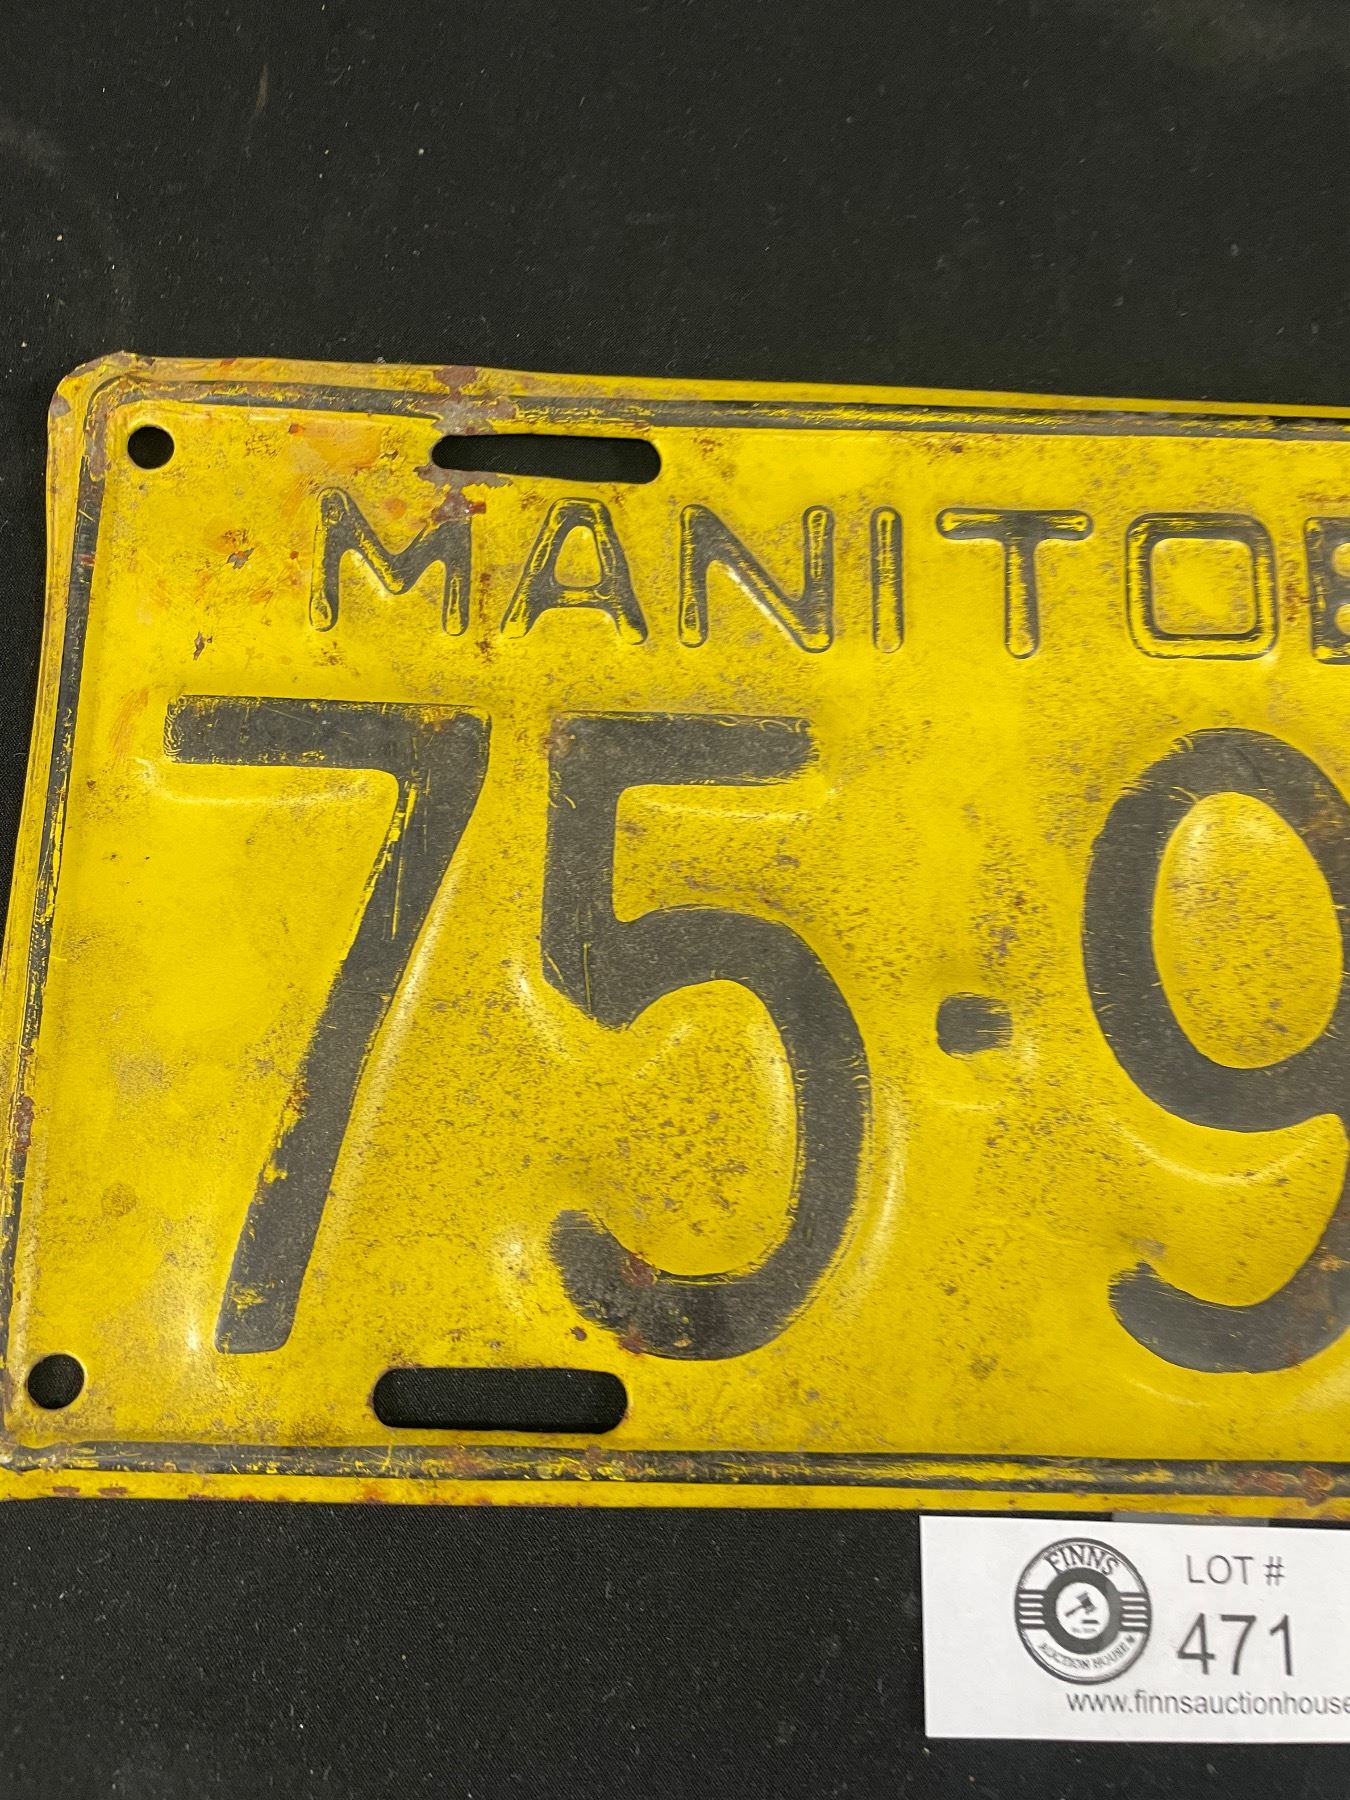 MANITOB
75·9
FINNS
AUCTION HOUSE
LOT #
471
www.finnsauctionhouse